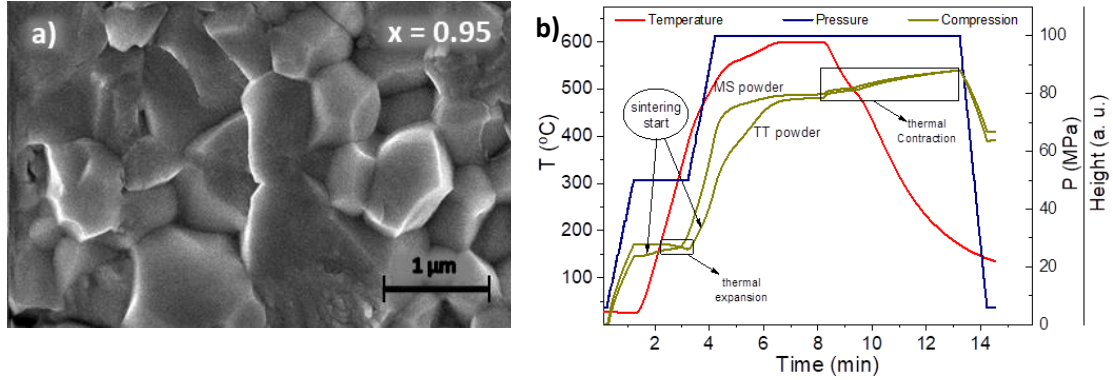 a)
x = 0.95
1 μm
b)
Temperature
Pressure
Compression
600
500
400
300
200
100
T (ºC)
2
4
6
8
10
12
14
Time (min)
100
80
60
40
20
0
P (MPa)
Height (a. u.)
MS powder
TT powder
sintering
start
thermal
Contraction
thermal
expansion